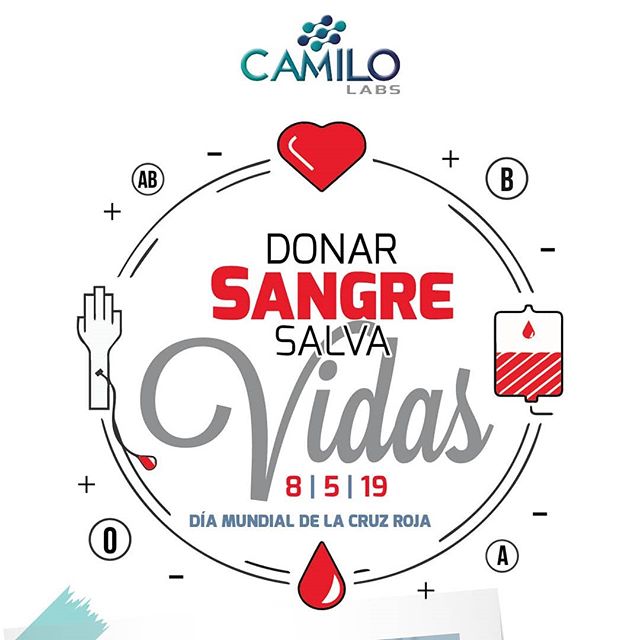 CAMILO
LABS
AB
-
+
B
+
-
DONAR
SANGRE
SALVA
Vidas
8 | 5 | 19
DÍA MUNDIAL DE LA CRUZ ROJA
+
-
O
-
A
+